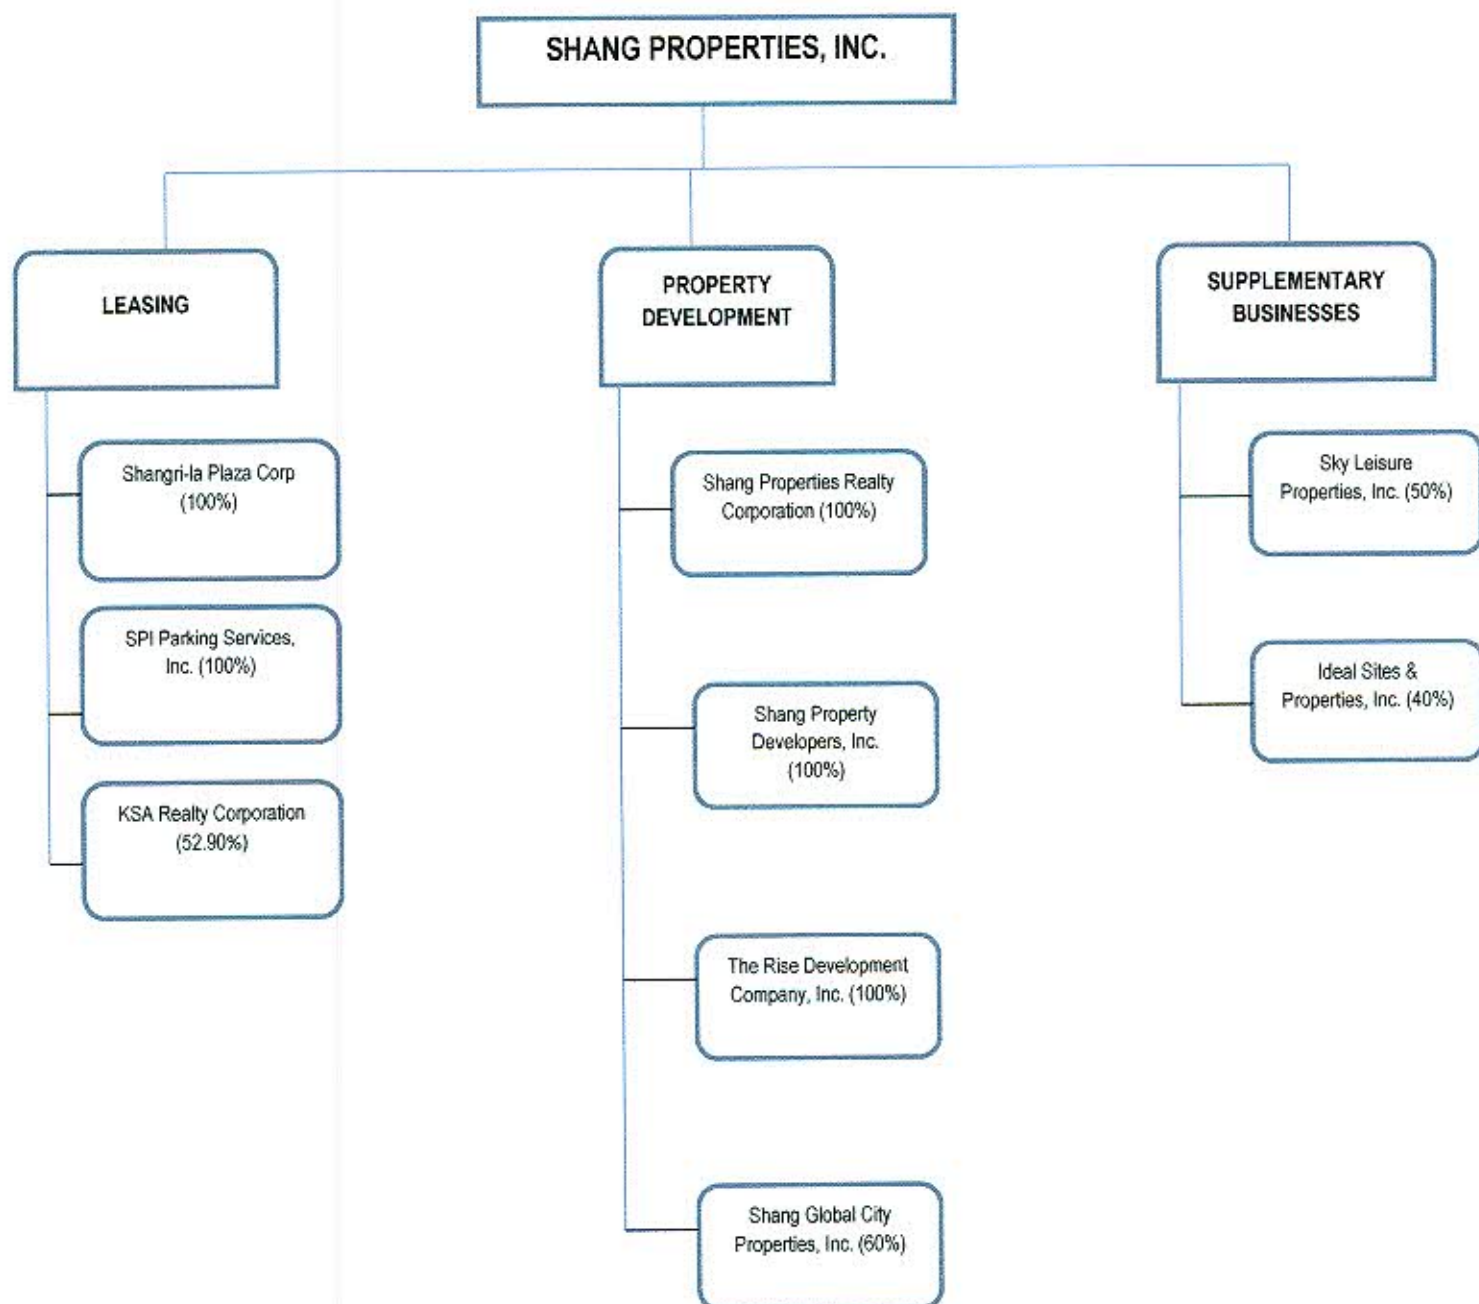 SHANG PROPERTIES, INC.
LEASING
Shangri-la Plaza Corp
(100%)
SPI Parking Services,
Inc. (100%)
KSA Realty Corporation
(52.90%)
PROPERTY
DEVELOPMENT
Shang Properties Realty
Corporation (100%)
Shang Property
Developers, Inc.
(100%)
The Rise Development
Company, Inc. (100%)
Shang Global City
Properties, Inc. (60%)
SUPPLEMENTARY
BUSINESSES
Sky Leisure
Properties, Inc. (50%)
Ideal Sites &
Properties, Inc. (40%)